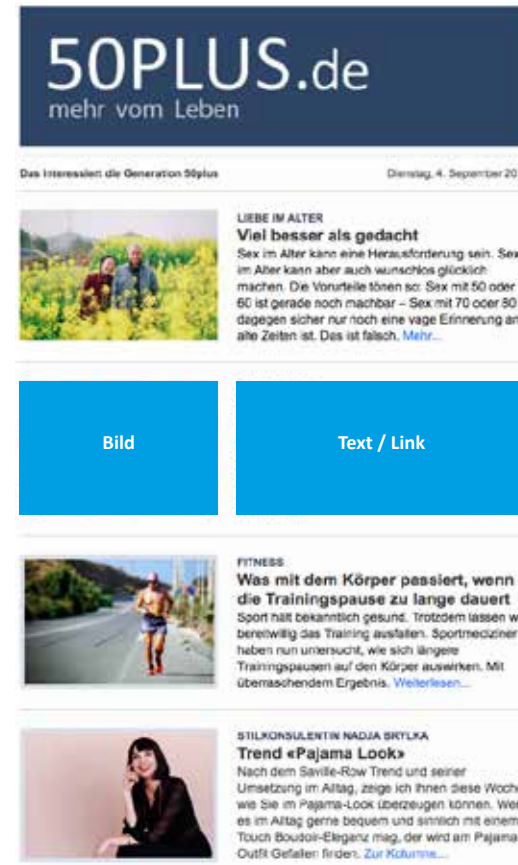 50PLUS.de
mehr vom Leben
Das interessiert die Generation 50plus
Dienstag, 4. September 20
LIEBE IM ALTER
Viel besser als gedacht
Sex im Alter kann eine Herausforderung sein. Sex
im Alter kann aber auch wunschlos glücklich
machen. Die Vorurteile tönen so: Sex mit 50 oder
60 ist gerade noch machbar – Sex mit 70 oder 80
dagegen sicher nur noch eine vage Erinnerung an
alte Zeiten ist. Das ist falsch. Mehr...
Bild
Text / Link
FITNESS
Was mit dem Körper passiert, wenn
die Trainingspause zu lange dauert
Sport hält bekanntlich gesund. Trotzdem lassen w
bereitwillig das Training ausfallen. Sportmediziner
haben nun untersucht, wie sich längere
Trainingspausen auf den Körper auswirken. Mit
überraschendem Ergebnis. Weiterlesen...
STILKONSULENTIN NADJA BRYLKA
Trend «Pajama Look»
Nach dem Saville-Row Trend und seiner
Umsetzung im Alltag, zeige ich Ihnen diese Woche
wie Sie im Pajama-Look überzeugen können. Wer
es im Alltag gerne bequem und sinnlich mit einem
Touch Boudoir-Eleganz mag, der wird am Pajama
Outfit Gefallen finden. Zur Kolumne...